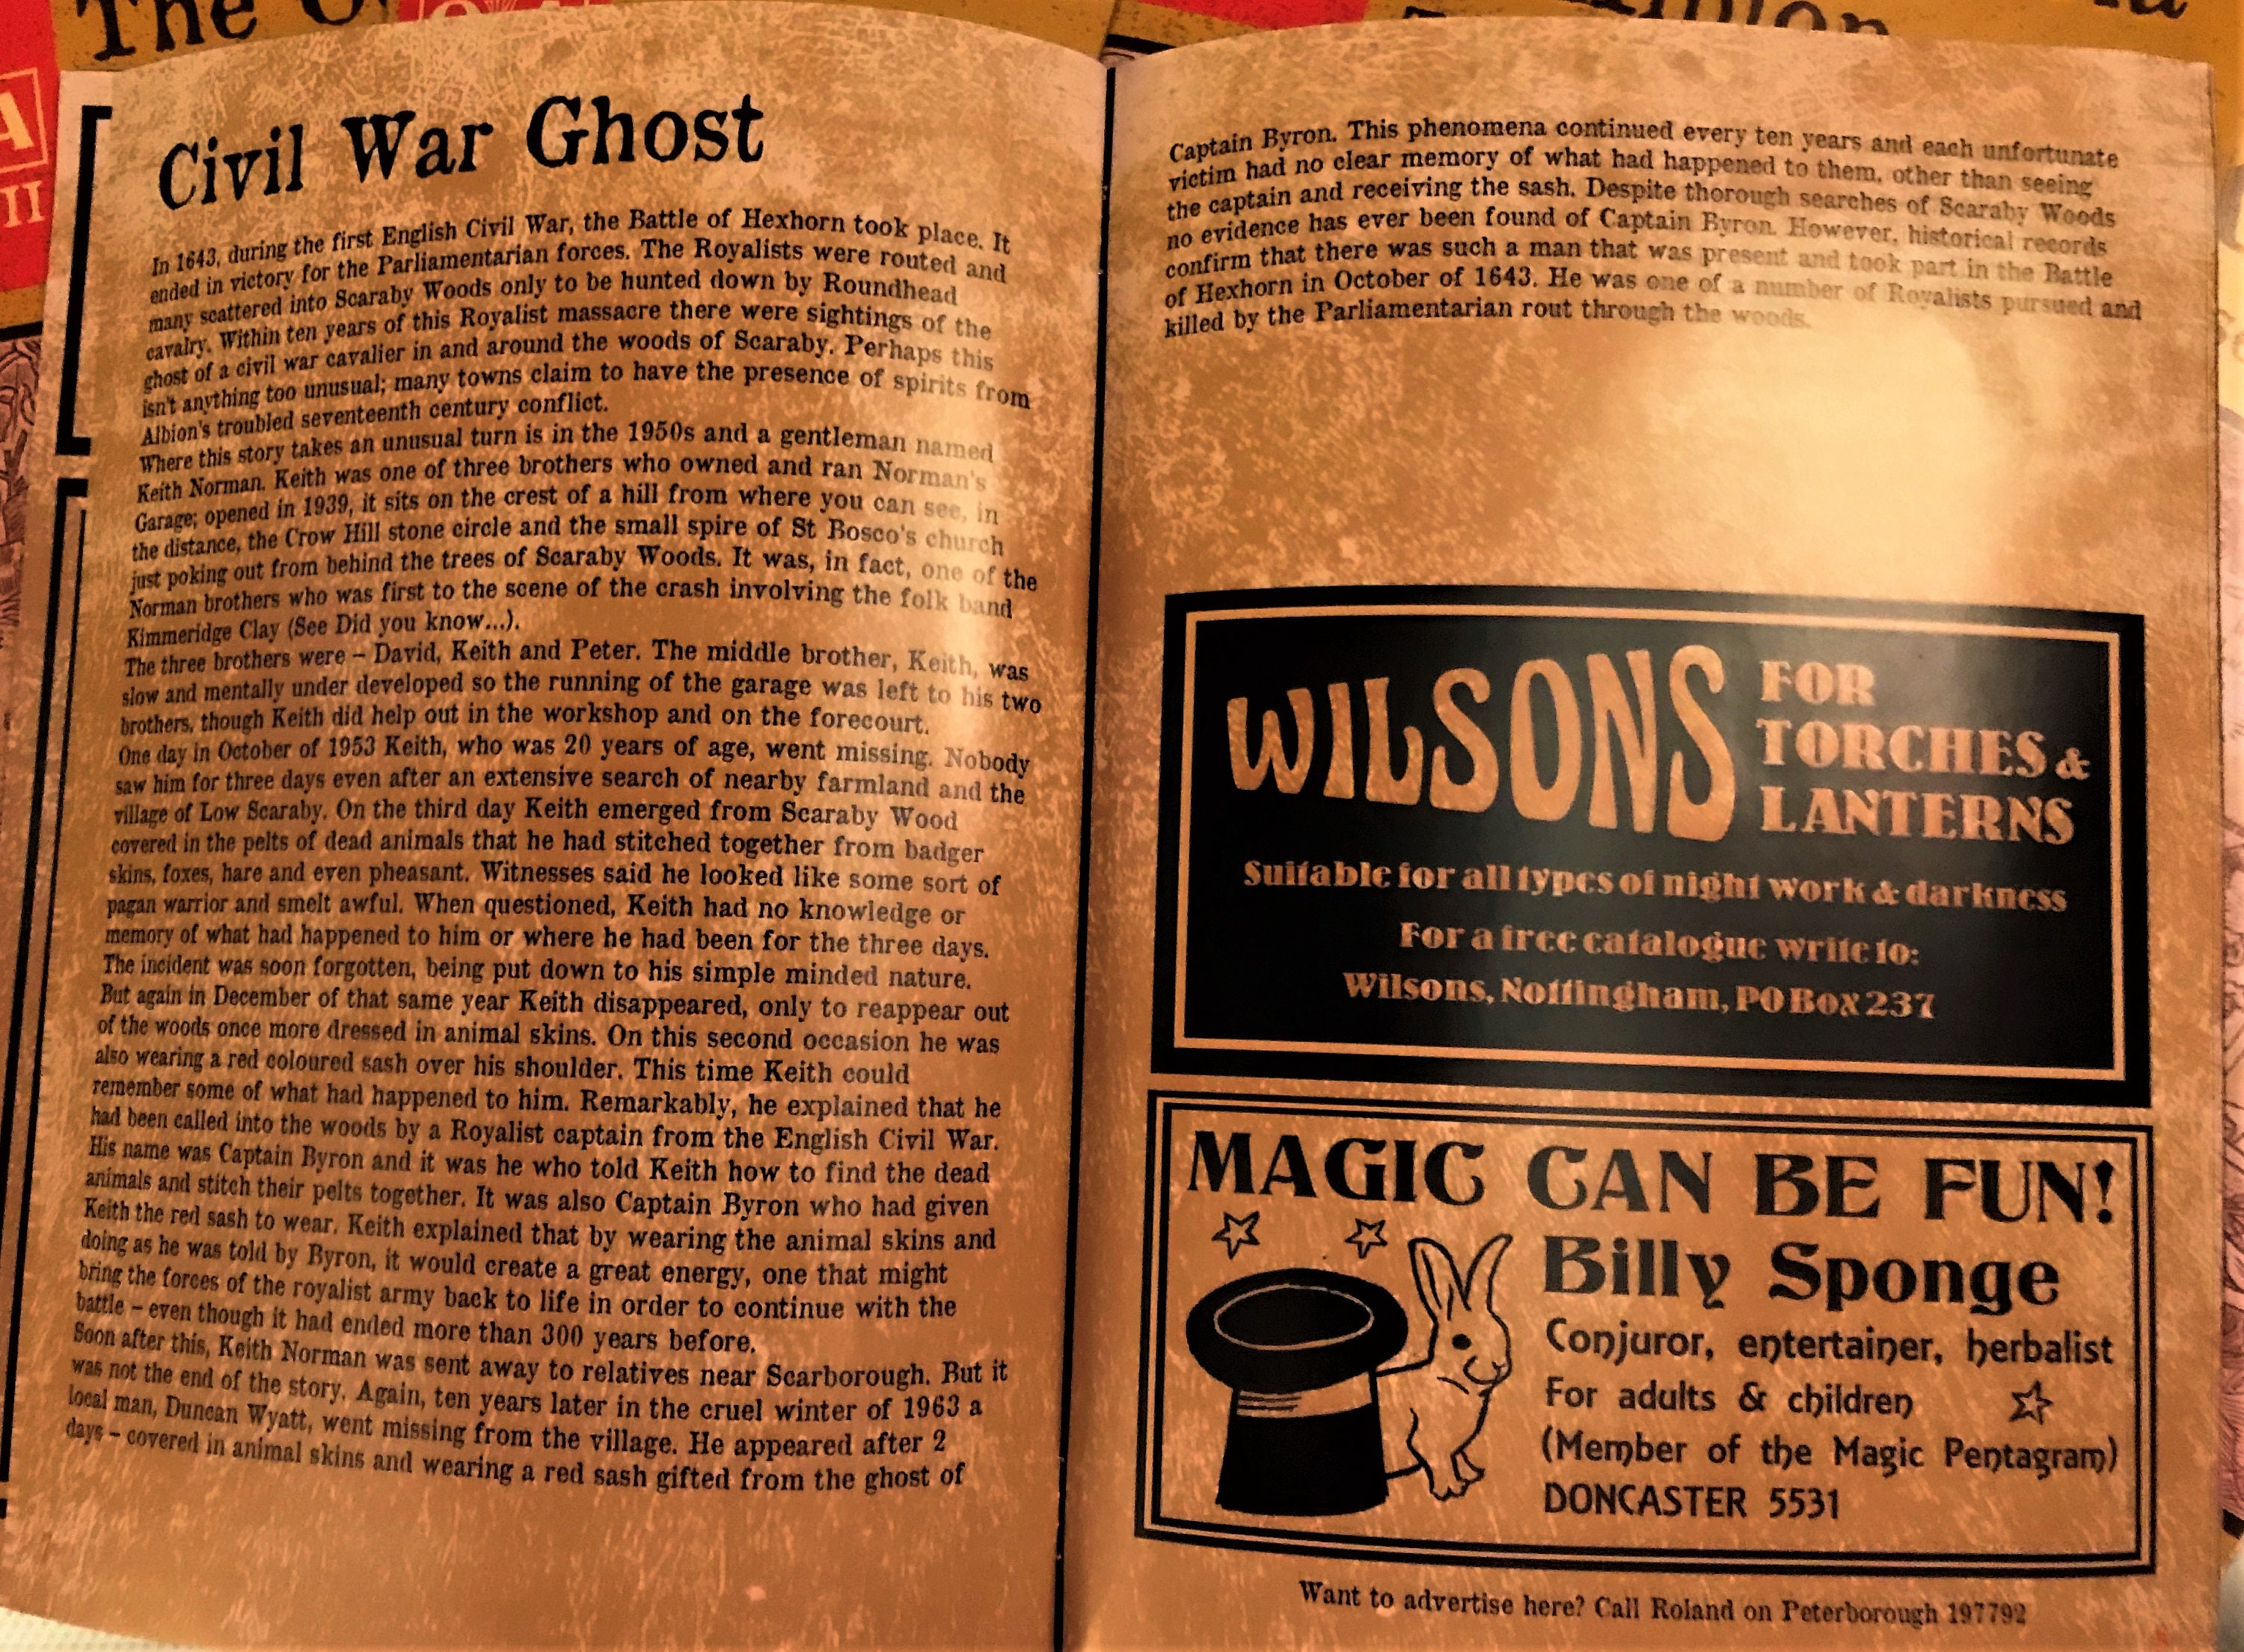 The
A
II
Civil War Ghost
In 1643, during the first English Civil War, the Battle of Hexhorn took place. It
ended in victory for the Parliamentarian forces. The Royalists were routed and
many scattered into Scaraby Woods only to be hunted down by Roundhead
cavalry. Within ten years of this Royalist massacre there were sightings of the
ghost of a civil war cavalier in and around the woods of Scaraby. Perhaps this
isn't anything too unusual; many towns claim to have the presence of spirits from
Albion's troubled seventeenth century conflict.
Where this story takes an unusual turn is in the 1950s and a gentleman named
Keith Norman. Keith was one of three brothers who owned and ran Norman's
Garage; opened in 1939, it sits on the crest of a hill from where you can see, in
the distance, the Crow Hill stone circle and the small spire of St Bosco's church
just poking out from behind the trees of Scaraby Woods. It was, in fact, one of the
Norman brothers who was first to the scene of the crash involving the folk band
Kimmeridge Clay (See Did you know...).
The three brothers were – David, Keith and Peter. The middle brother, Keith, was
slow and mentally under developed so the running of the garage was left to his two
brothers, though Keith did help out in the workshop and on the forecourt.
One day in October of 1953 Keith, who was 20 years of age, went missing. Nobody
saw him for three days even after an extensive search of nearby farmland and the
village of Low Scaraby. On the third day Keith emerged from Scaraby Wood
covered in the pelts of dead animals that he had stitched together from badger
skins, foxes, hare and even pheasant. Witnesses said he looked like some sort of
pagan warrior and smelt awful. When questioned, Keith had no knowledge or
memory of what had happened to him or where he had been for the three days.
The incident was soon forgotten, being put down to his simple minded nature.
But again in December of that same year Keith disappeared, only to reappear out
of the woods once more dressed in animal skins. On this second occasion he was
also wearing a red coloured sash over his shoulder. This time Keith could
remember some of what had happened to him. Remarkably, he explained that he
had been called into the woods by a Royalist captain from the English Civil War.
His name was Captain Byron and it was he who told Keith how to find the dead
animals and stitch their pelts together. It was also Captain Byron who had given
Keith the red sash to wear. Keith explained that by wearing the animal skins and
doing as he was told by Byron, it would create a great energy, one that might
bring the forces of the royalist army back to life in order to continue with the
battle – even though it had ended more than 300 years before.
Soon after this, Keith Norman was sent away to relatives near Scarborough. But it
was not the end of the story. Again, ten years later in the cruel winter of 1963 a
local man, Duncan Wyatt, went missing from the village. He appeared after 2
days – covered in animal skins and wearing a red sash gifted from the ghost of
Captain Byron. This phenomena continued every ten years and each unfortunate
victim had no clear memory of what had happened to them, other than seeing
the captain and receiving the sash. Despite thorough searches of Scaraby Woods
no evidence has ever been found of Captain Byron. However, historical records
confirm that there was such a man that was present and took part in the Battle
of Hexhorn in October of 1643. He was one of a number of Royalists pursued and
killed by the Parliamentarian rout through the woods.
WILSONS FOR
TORCHES &
LANTERNS
Suitable for all types of night work & darkness
For a free catalogue write to:
Wilsons, Nottingham, PO Box 237
MAGIC CAN BE FUN!
Billy Sponge
Conjuror, entertainer, herbalist
For adults & children
(Member of the Magic Pentagram)
DONCASTER 5531
Want to advertise here? Call Roland on Peterborough 197792